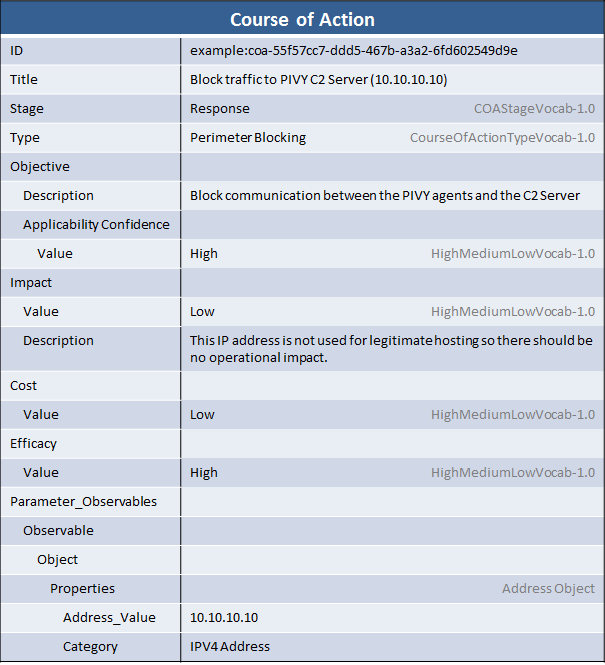 Course of Action
ID example:coa-55f57cc7-ddd5-467b-a3a2-6fd602549d9e
Title Block traffic to PIVY C2 Server (10.10.10.10)
Stage Response COAStageVocab-1.0
Type Perimeter Blocking CourseOfActionTypeVocab-1.0
Objective
Description Block communication between the PIVY agents and the C2 Server
Applicability Confidence
Value High HighMediumLowVocab-1.0
Impact
Value Low HighMediumLowVocab-1.0
Description This IP address is not used for legitimate hosting so there should be
no operational impact.
Cost
Value Low HighMediumLowVocab-1.0
Efficacy
Value High HighMediumLowVocab-1.0
Parameter_Observables
Observable
Object
Properties Address Object
Address_Value 10.10.10.10
Category IPV4 Address